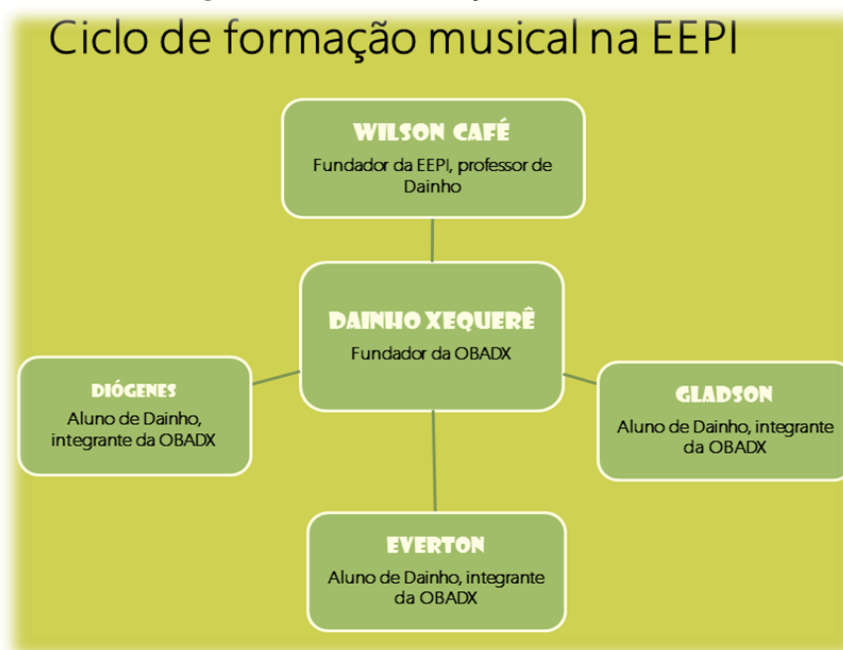 Ciclo de formação musical na EEPI
WILSON CAFÉ
Fundador da EEPI, professor de
Dainho
DAINHO XEQUERÊ
Fundador da OBADX
DIÓGENES
Aluno de Dainho,
integrante da OBADX
GLADSON
Aluno de Dainho, integrante
da OBADX
EVERTON
Aluno de Dainho, integrante
da OBADX